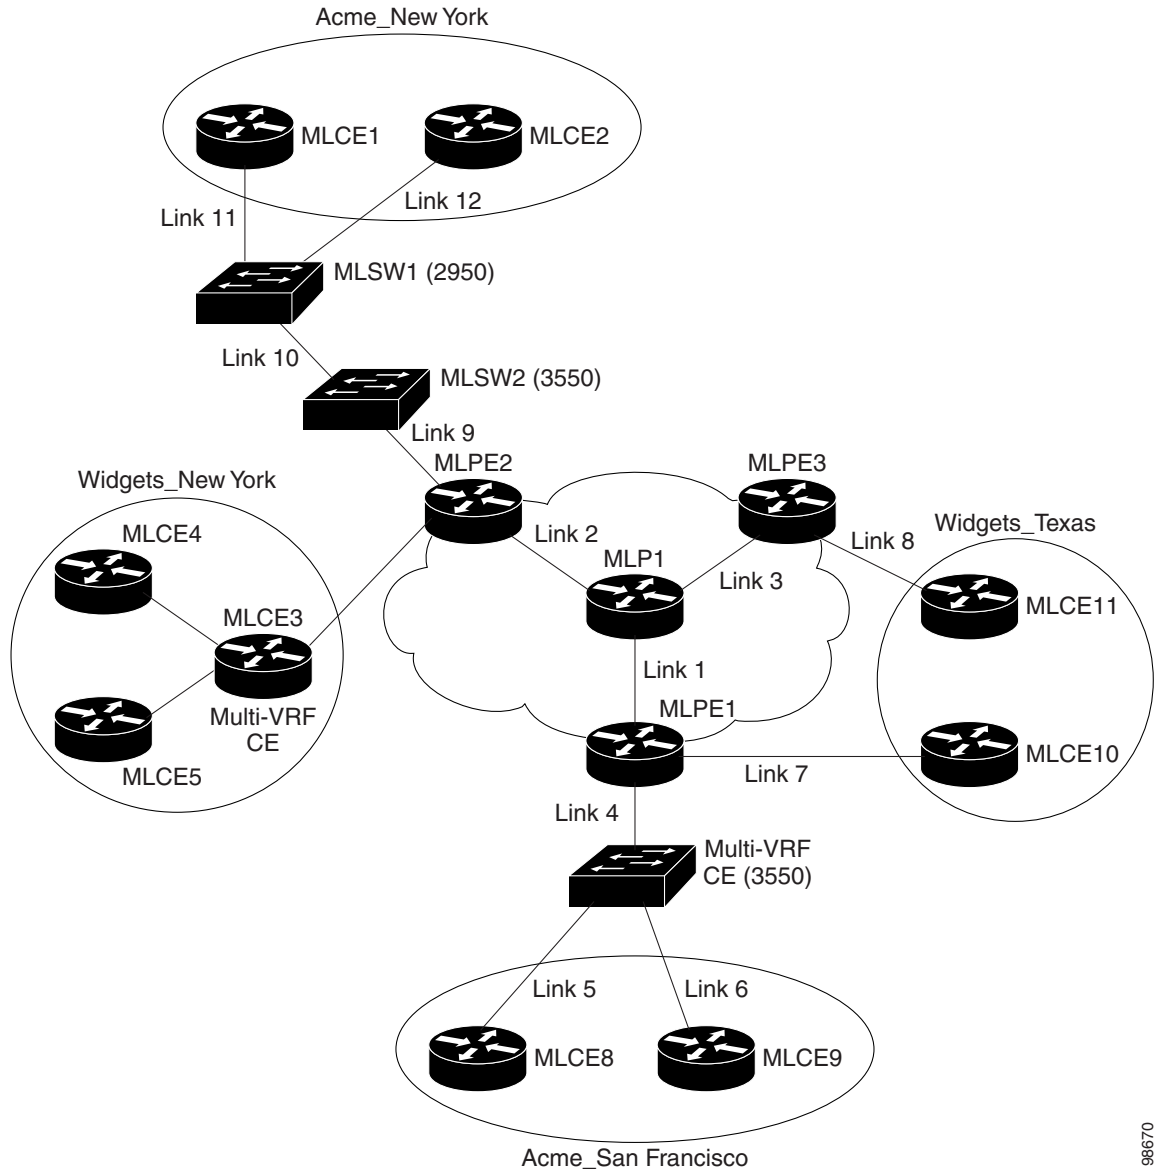 Acme_New York
MLCE1
MLCE2
Link 11
Link 12
MLSW1 (2950)
Link 10
MLSW2 (3550)
Link 9
MLPE2
MLPE3
Widgets_New York
Widgets_Texas
MLCE4
Link 2
Link 8
MLP1
Link 3
MLCE11
MLCE3
Link 1
Multi-VRF
CE
MLPE1
MLCE5
Link 7
MLCE10
Link 4
Multi-VRF
CE (3550)
Link 5
Link 6
MLCE8
MLCE9
Acme_San Francisco
98670